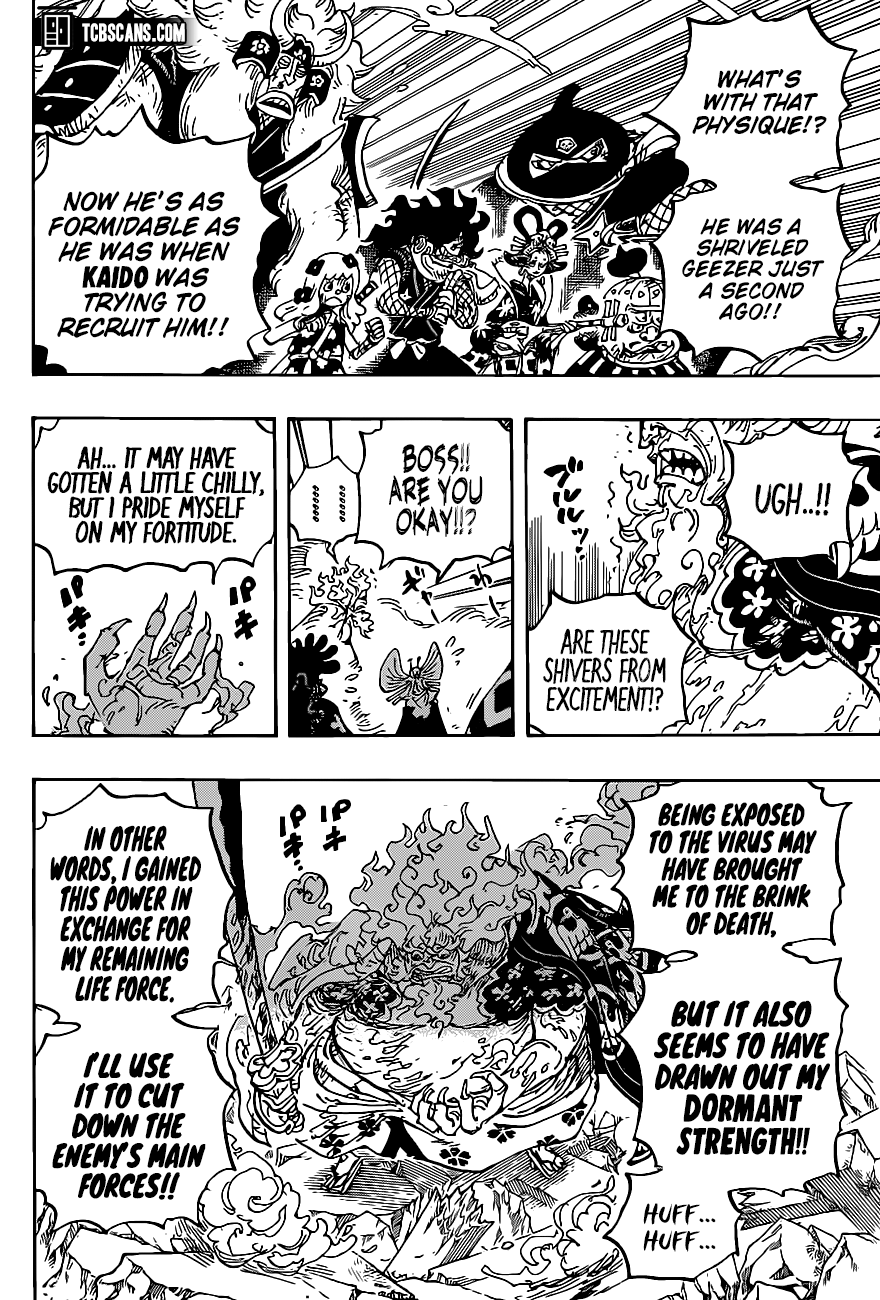 TCBSCANS.COM
WHAT'S
WITH THAT
PHYSIQUE!?
HE WAS A
SHRIVELED
GEEZER JUST
A SECOND
AGO!!
NOW HE'S AS
FORMIDABLE AS
HE WAS WHEN
KAIDO WAS
TRYING TO
RECRUIT HIM!!
UGH..!!
ブルルッ
ARE THESE
SHIVERS FROM
EXCITEMENT!?
BOSS!!
ARE YOU
OKAY!!?
AH... IT MAY HAVE
GOTTEN A LITTLE CHILLY,
BUT I PRIDE MYSELF
ON MY FORTITUDE.
パキ
パキ
BEING EXPOSED
TO THE VIRUS MAY
HAVE BROUGHT
ME TO THE BRINK
OF DEATH,
BUT IT ALSO
SEEMS TO HAVE
DRAWN OUT MY
DORMANT
STRENGTH!!
HUFF...
HUFF...
パキ
パキ
IN OTHER
WORDS, I GAINED
THIS POWER IN
EXCHANGE FOR
MY REMAINING
LIFE FORCE.
I'LL USE
IT TO CUT
DOWN THE
ENEMY'S MAIN
FORCES!!